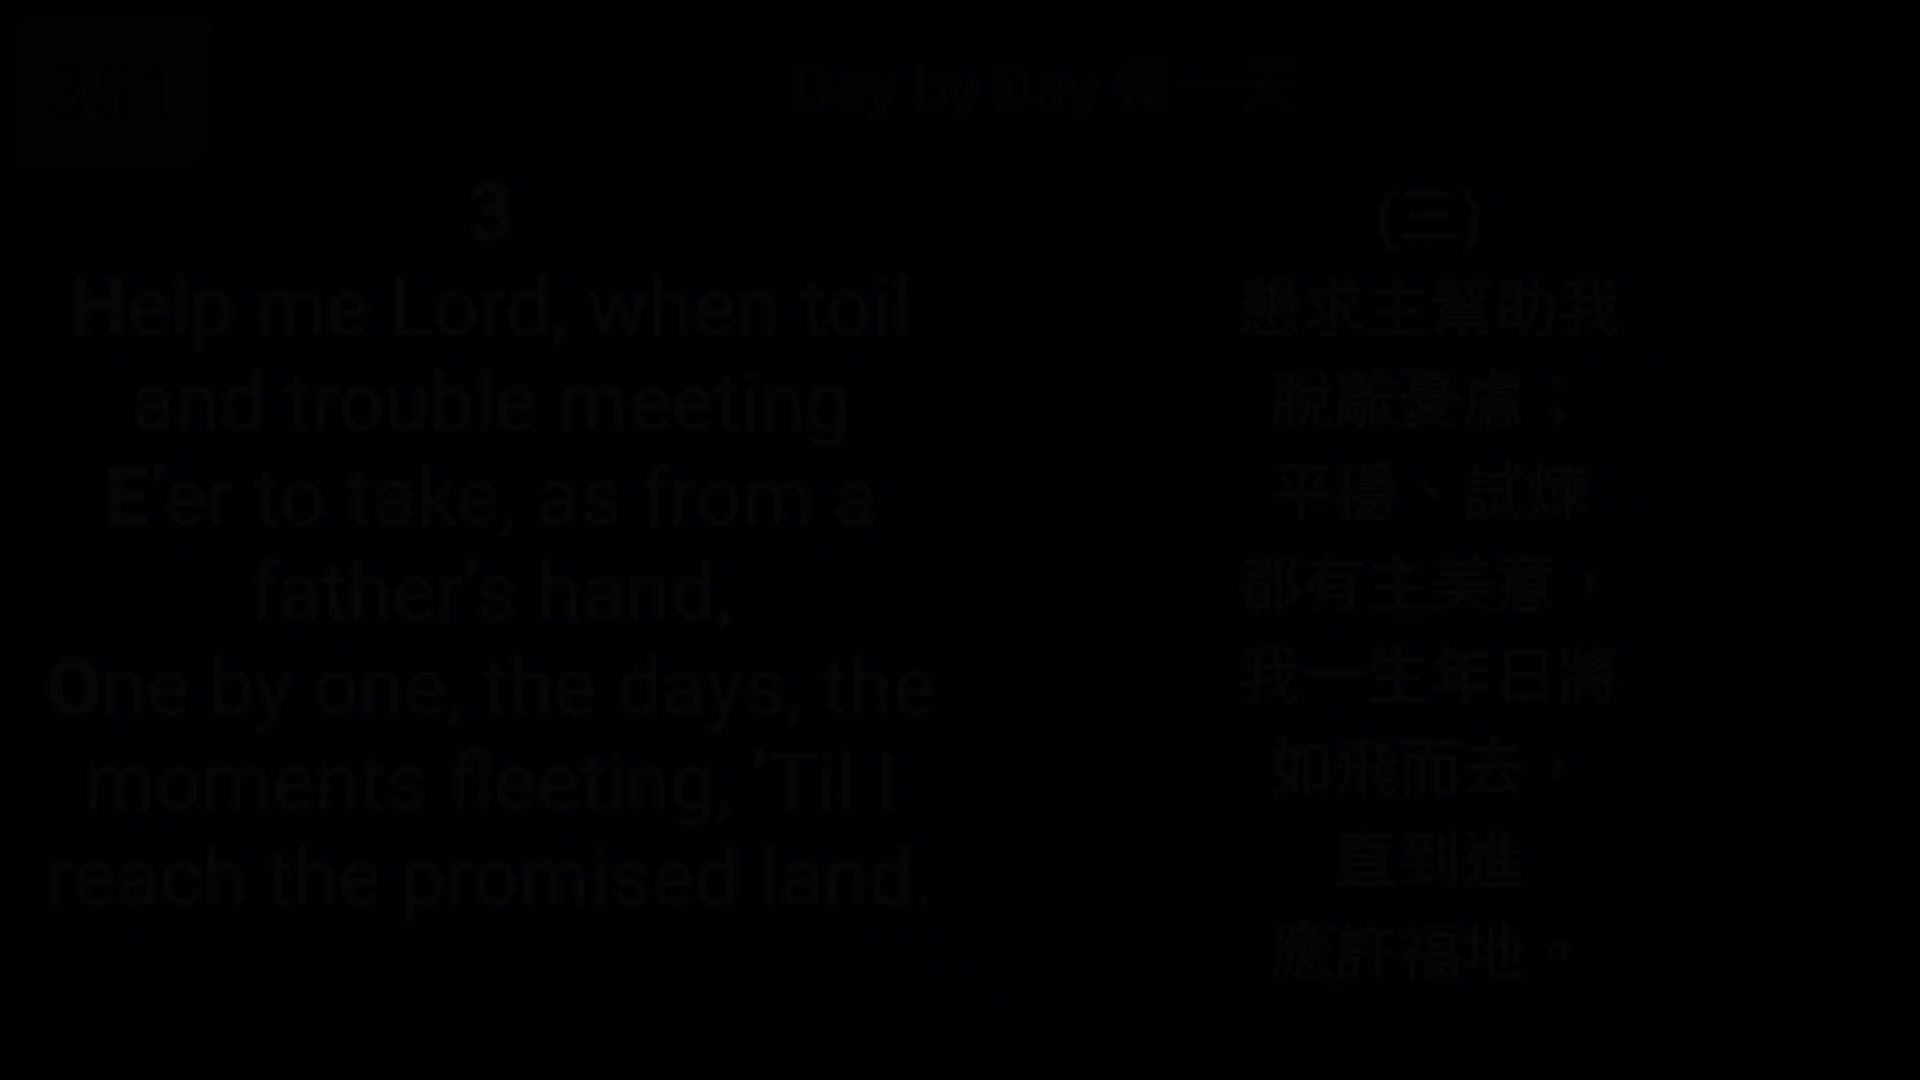 351
Day by Day 每一天
3
Help me Lord, when toil
and trouble meeting
E’er to take, as from a
father’s hand,
One by one, the days, the
moments fleeting, ’Til I
reach the promised land.
(三)
懇求主幫助我
脫離憂慮；
平穩、試煉
都有主美意，
我一生年日將
如飛而去，
直到進
應許福地。